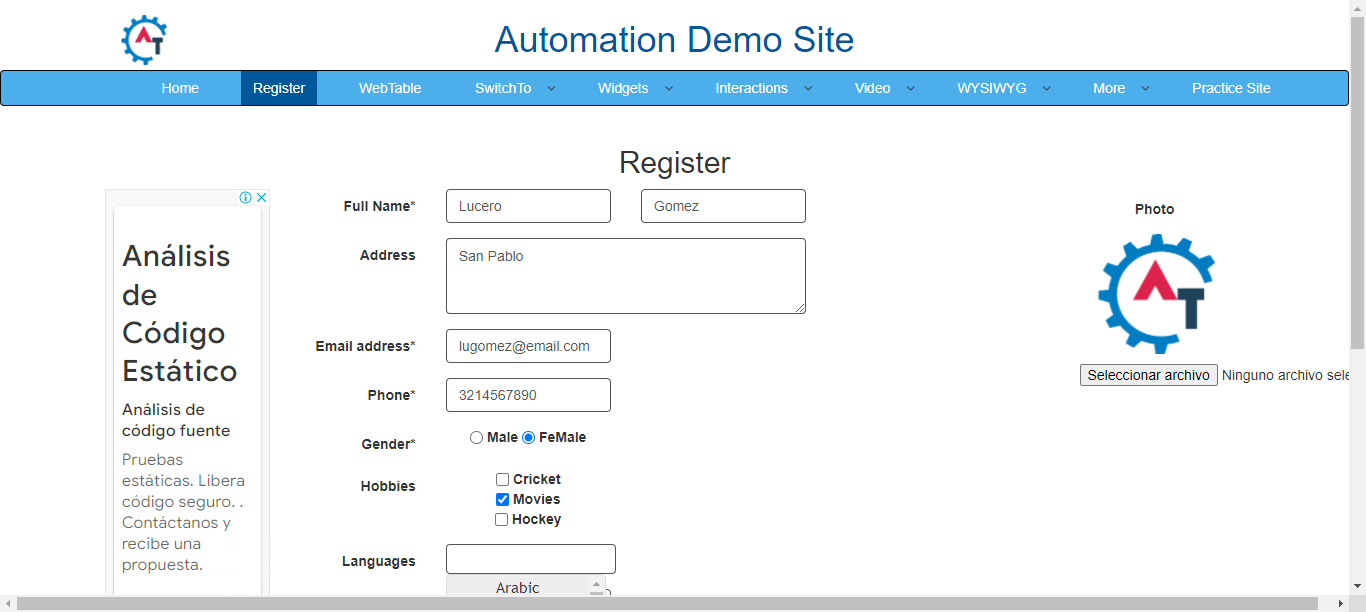 AT
Automation Demo Site
Home Register WebTable SwitchTo Widgets Interactions Video WYSIWYG More Practice Site
Register
Análisis
de
Código
Estático
Análisis de
código fuente
Pruebas
estáticas. Libera
código seguro. .
Contáctanos y
recibe una
propuesta.
Full Name* Lucero Gomez
Address San Pablo
Email address* lugomez@email.com
Phone* 3214567890
Gender* Male FeMale
Hobbies Cricket
Movies
Hockey
Languages
Arabic
Photo
AT
Seleccionar archivo Ninguno archivo sele